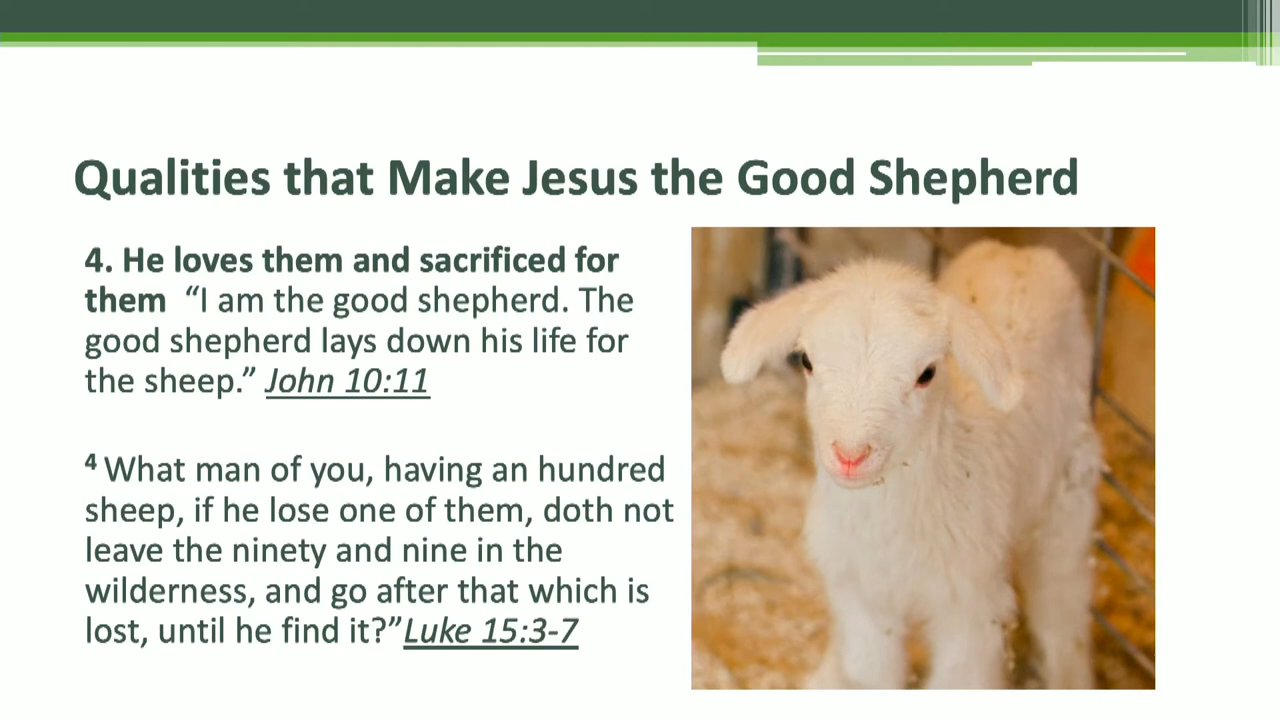 Qualities that Make Jesus the Good Shepherd
4. He loves them and sacrificed for
them “I am the good shepherd. The
good shepherd lays down his life for
the sheep.” John 10:11
4 What man of you, having an hundred
sheep, if he lose one of them, doth not
leave the ninety and nine in the
wilderness, and go after that which is
lost, until he find it?”Luke 15:3-7